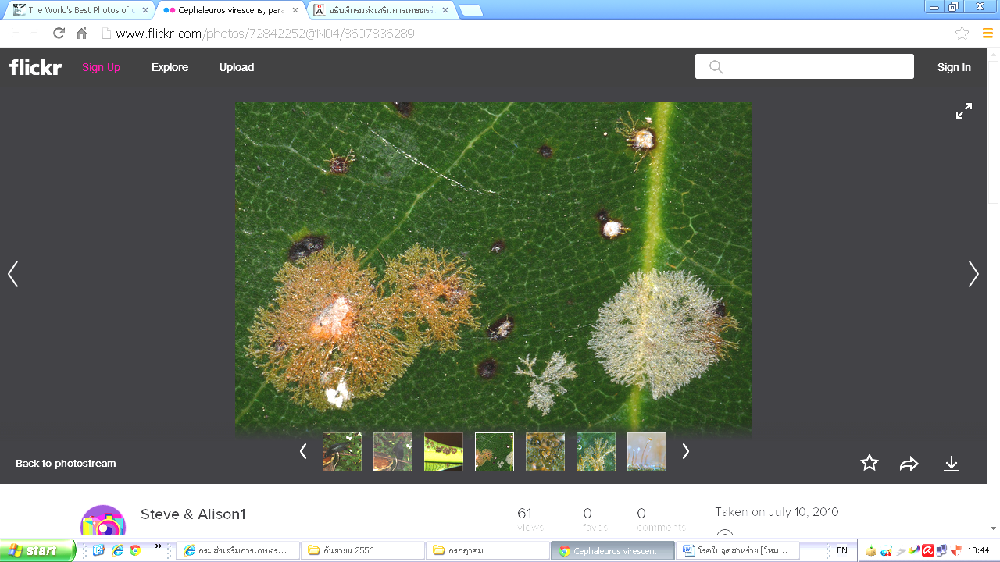 The World's Best Photos of c
Cephaleuros virescens, para
อธิบดีกรมส่งเสริมการเกษตรร่
www.flickr.com/photos/72842252@N04/8607836289
flickr
Sign Up
Explore
Upload
Sign In
Back to photostream
Steve & Alison1
61
views
0
faves
0
comments
Taken on July 10, 2010
start
กรมส่งเสริมการเกษต...
กันยายน 2556
กรกฎาคม
Cephaleuros virescen...
โรคใบจุดสาหร่าย [โหม...
EN
10:44